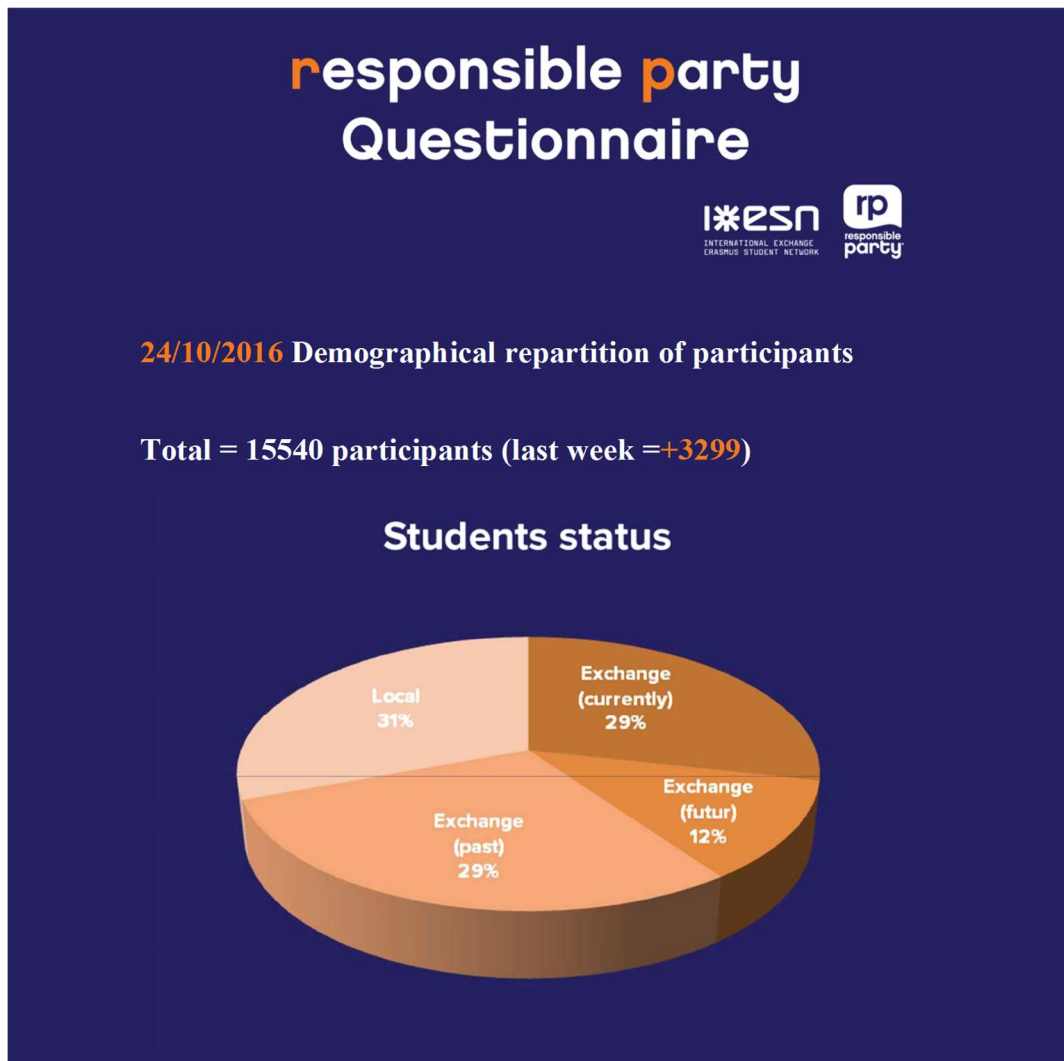 responsible party
Questionnaire
esn
INTERNATIONAL EXCHANGE
ERASMUS STUDENT NETWORK
rp
responsible
party
24/10/2016 Demographical repartition of participants
Total = 15540 participants (last week =+3299)
Students status
Local
31%
Exchange
(currently)
29%
Exchange
(futur)
12%
Exchange
(past)
29%